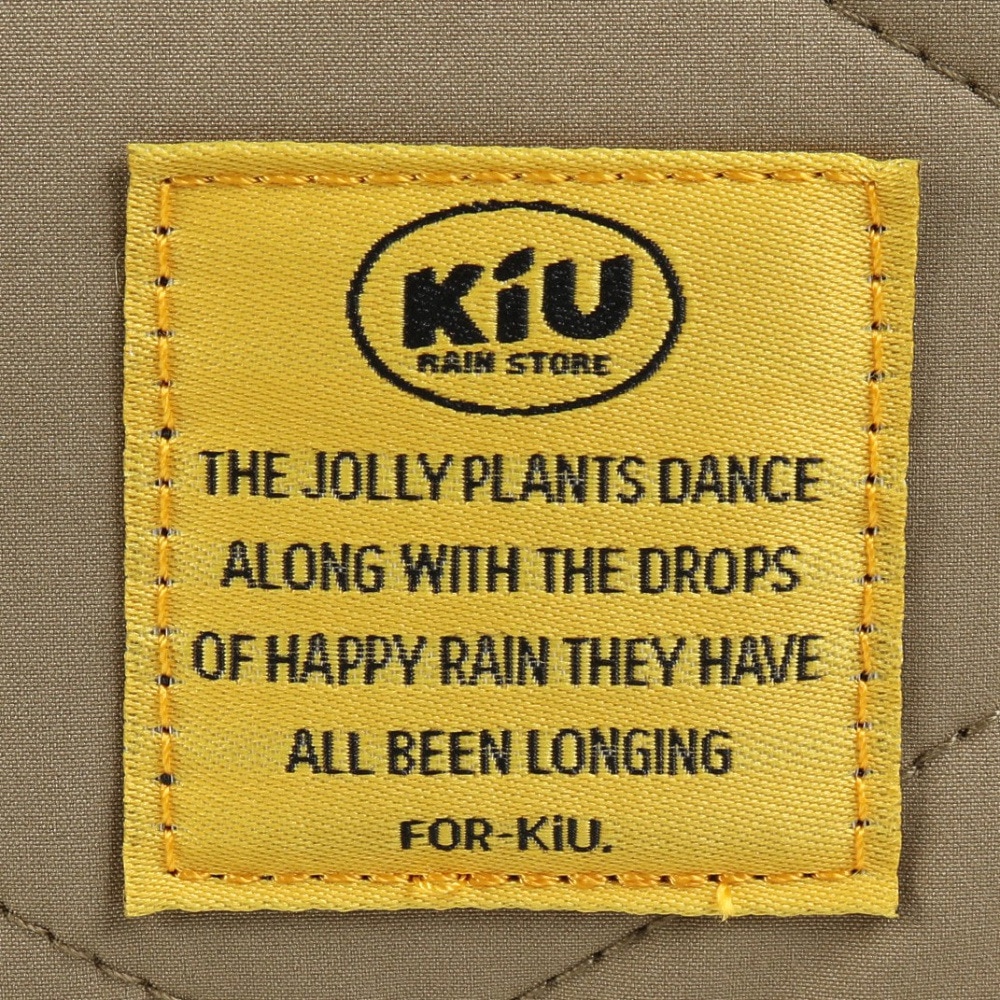 KiU
RAIN STORE
THE JOLLY PLANTS DANCE
ALONG WITH THE DROPS
OF HAPPY RAIN THEY HAVE
ALL BEEN LONGING
FOR-KiU.